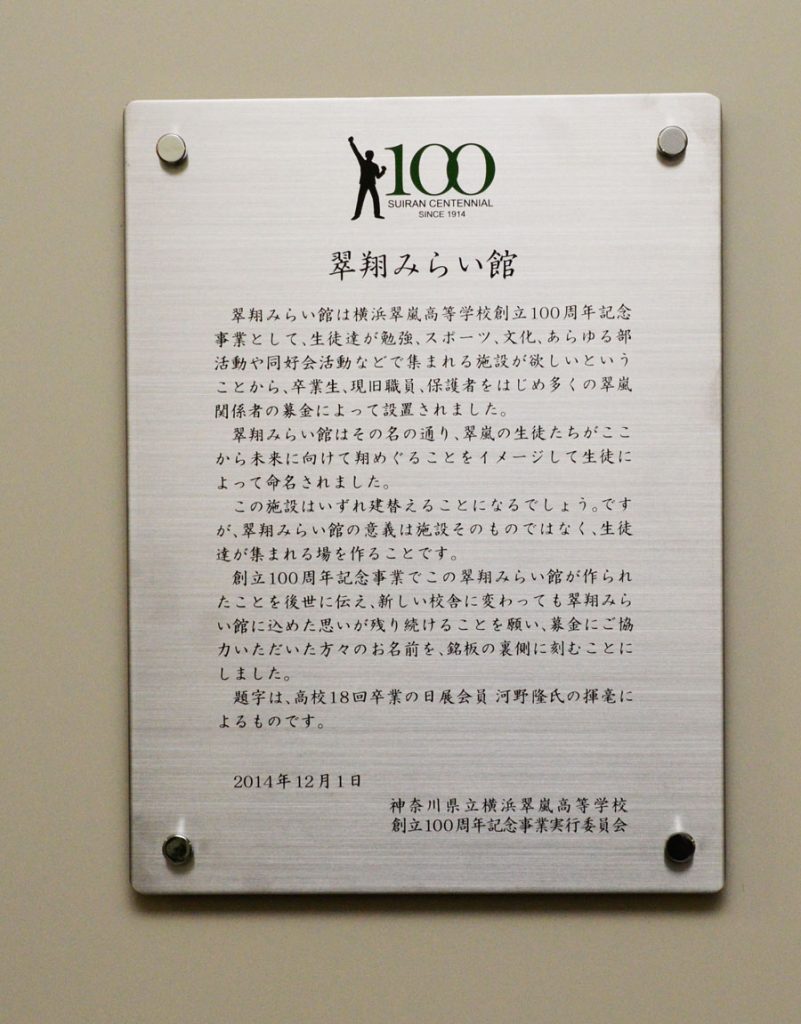 100
SUIRAN CENTENNIAL
SINCE 1914
翠翔みらい館
翠翔みらい館は横浜翠嵐高等学校創立100周年記念
事業として、生徒達が勉強、スポーツ、文化、あらゆる部
活動や同好会活動などで集まれる施設が欲しいという
ことから、卒業生、現旧職員、保護者をはじめ多くの翠嵐
関係者の募金によって設置されました。
翠翔みらい館はその名の通り、翠嵐の生徒たちがここ
から未来に向けて翔めぐることをイメージして生徒に
よって命名されました。
この施設はいずれ建替えることになるでしょう。です
が、翠翔みらい館の意義は施設そのものではなく、生徒
達が集まれる場を作ることです。
創立100周年記念事業でこの翠翔みらい館が作られ
たことを後世に伝え、新しい校舎に変わっても翠翔みら
い館に込めた思いが残り続けることを願い、募金にご協
力いただいた方々のお名前を、銘板の裏側に刻むことに
しました。
題字は、高校18回卒業の日展会員 河野隆氏の揮毫に
よるものです。
2014年12月1日
神奈川県立横浜翠嵐高等学校
創立100周年記念事業実行委員会